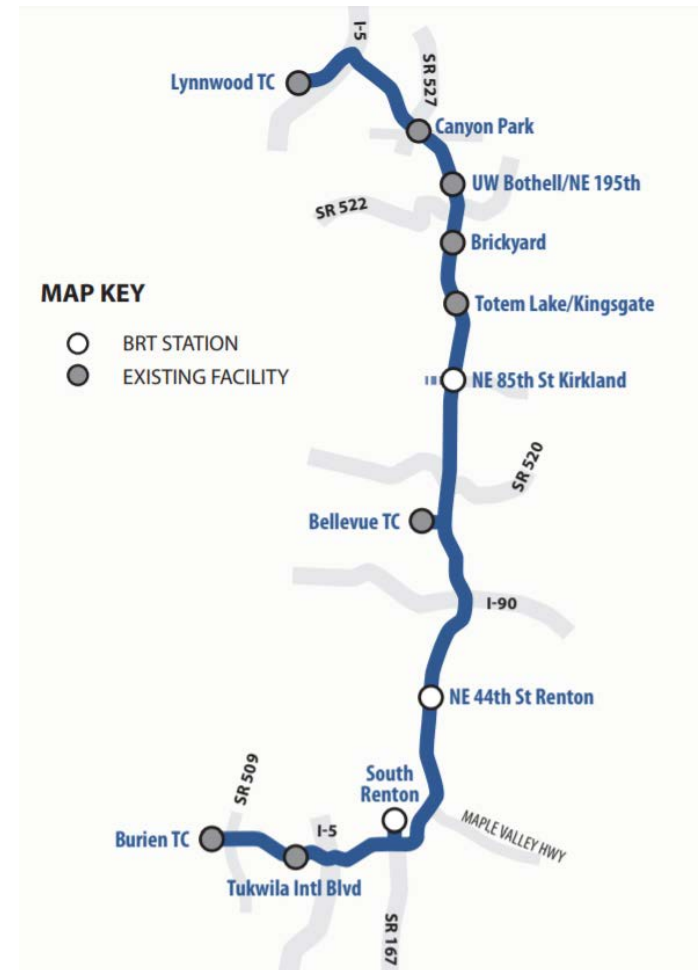 I-5
SR 527
Lynnwood TC
Canyon Park
UW Bothell/NE 195th
SR 522
Brickyard
MAP KEY
Totem Lake/Kingsgate
BRT STATION
EXISTING FACILITY
NE 85th St Kirkland
SR 520
Bellevue TC
I-90
NE 44th St Renton
South
Renton
SR 509
I-5
MAPLE VALLEY HWY
Burien TC
Tukwila Intl Blvd
SR 167